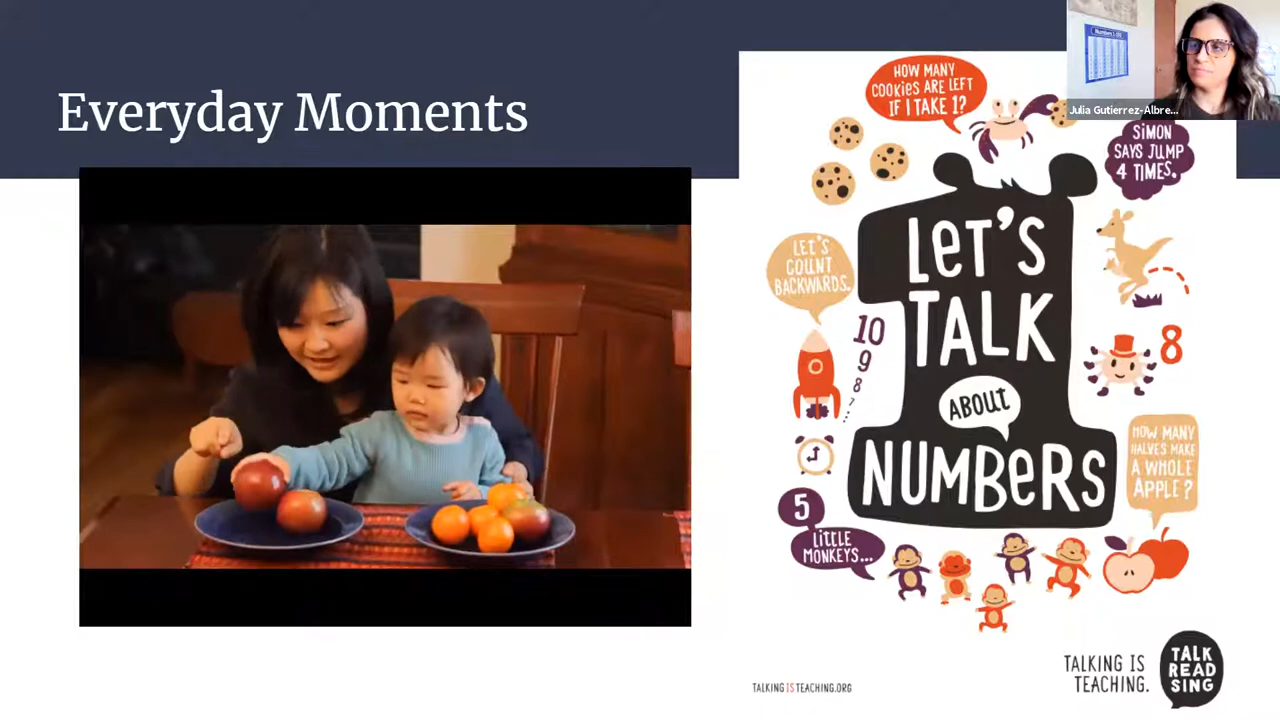 Everyday Moments
HOW MANY
COOKIES ARE LEFT
IF I TAKE 1?
Numbers
Julia Gutierrez-Albre...
SIMON
SAYS JUMP
4 TIMES.
LET'S
COUNT
BACKWARDS.
10
9
8
7
LET'S
TALK
ABOUT
NUMBERS
8
HOW MANY
HALVES MAKE
A WHOLE
APPLE?
5
LITTLE
MONKEYS...
TALKINGISTEACHING.ORG
TALKING IS
TEACHING.
TALK
READ
SING